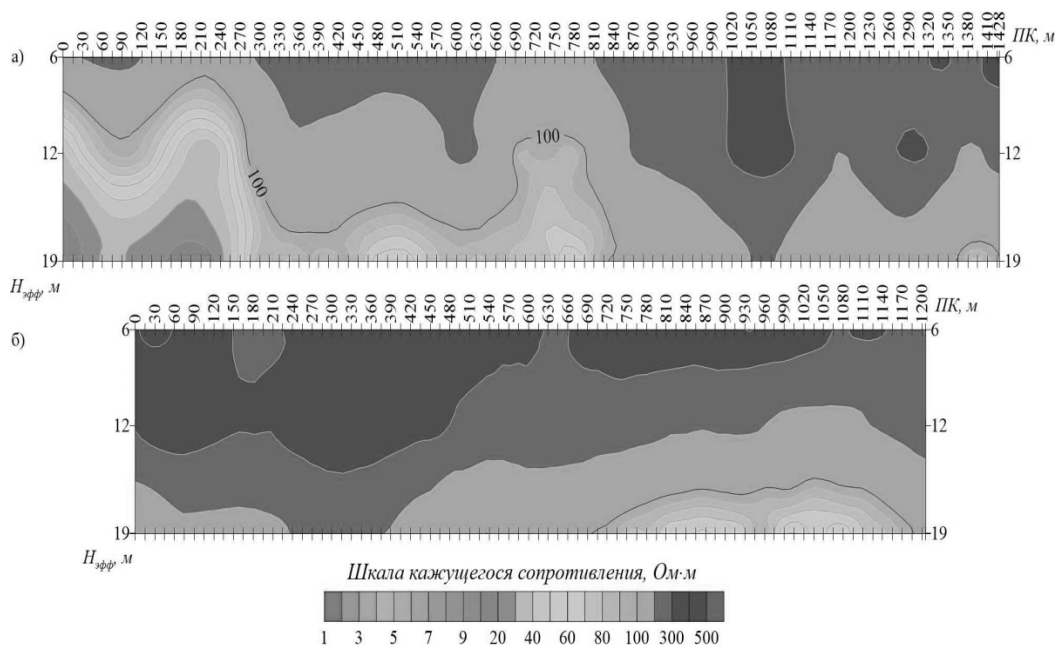 0 30 60 90 120 150 180 210 240 270 300 330 360 390 420 450 480 510 540 570 600 630 660 690 720 750 780 810 840 870 900 930 960 990 1020 1050 1080 1110 1140 1170 1200 1230 1260 1290 1320 1350 1380 1410 1428 ПК, м
а) 6 6
100
100
12 12
19 19
Hэфф, м
0 30 60 90 120 150 180 210 240 270 300 330 360 390 420 450 480 510 540 570 600 630 660 690 720 750 780 810 840 870 900 930 960 990 1020 1050 1080 1110 1140 1170 1200 ПК, м
б) 6 6
12 12
19 19
Hэфф, м
Шкала кажущегося сопротивления, Ом·м
1 3 5 7 9 20 40 60 80 100 300 500